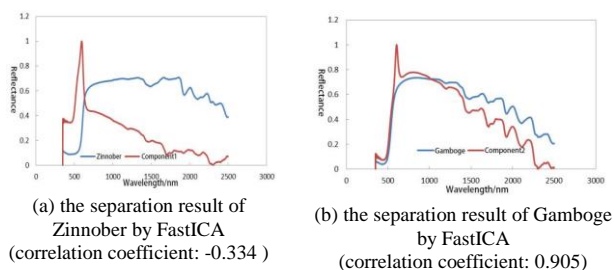 1.2
1
0.8
0.6
0.4
0.2
0
Reflectance
Zinnober Component1
0 500 1000 1500 2000 2500 3000
Wavelength/nm
(a) the separation result of
Zinnober by FastICA
(correlation coefficient: -0.334 )
1.2
1
0.8
0.6
0.4
0.2
0
Reflectance
Gamboge Component2
0 500 1000 1500 2000 2500 3000
Wavelength/nm
(b) the separation result of Gamboge
by FastICA
(correlation coefficient: 0.905)